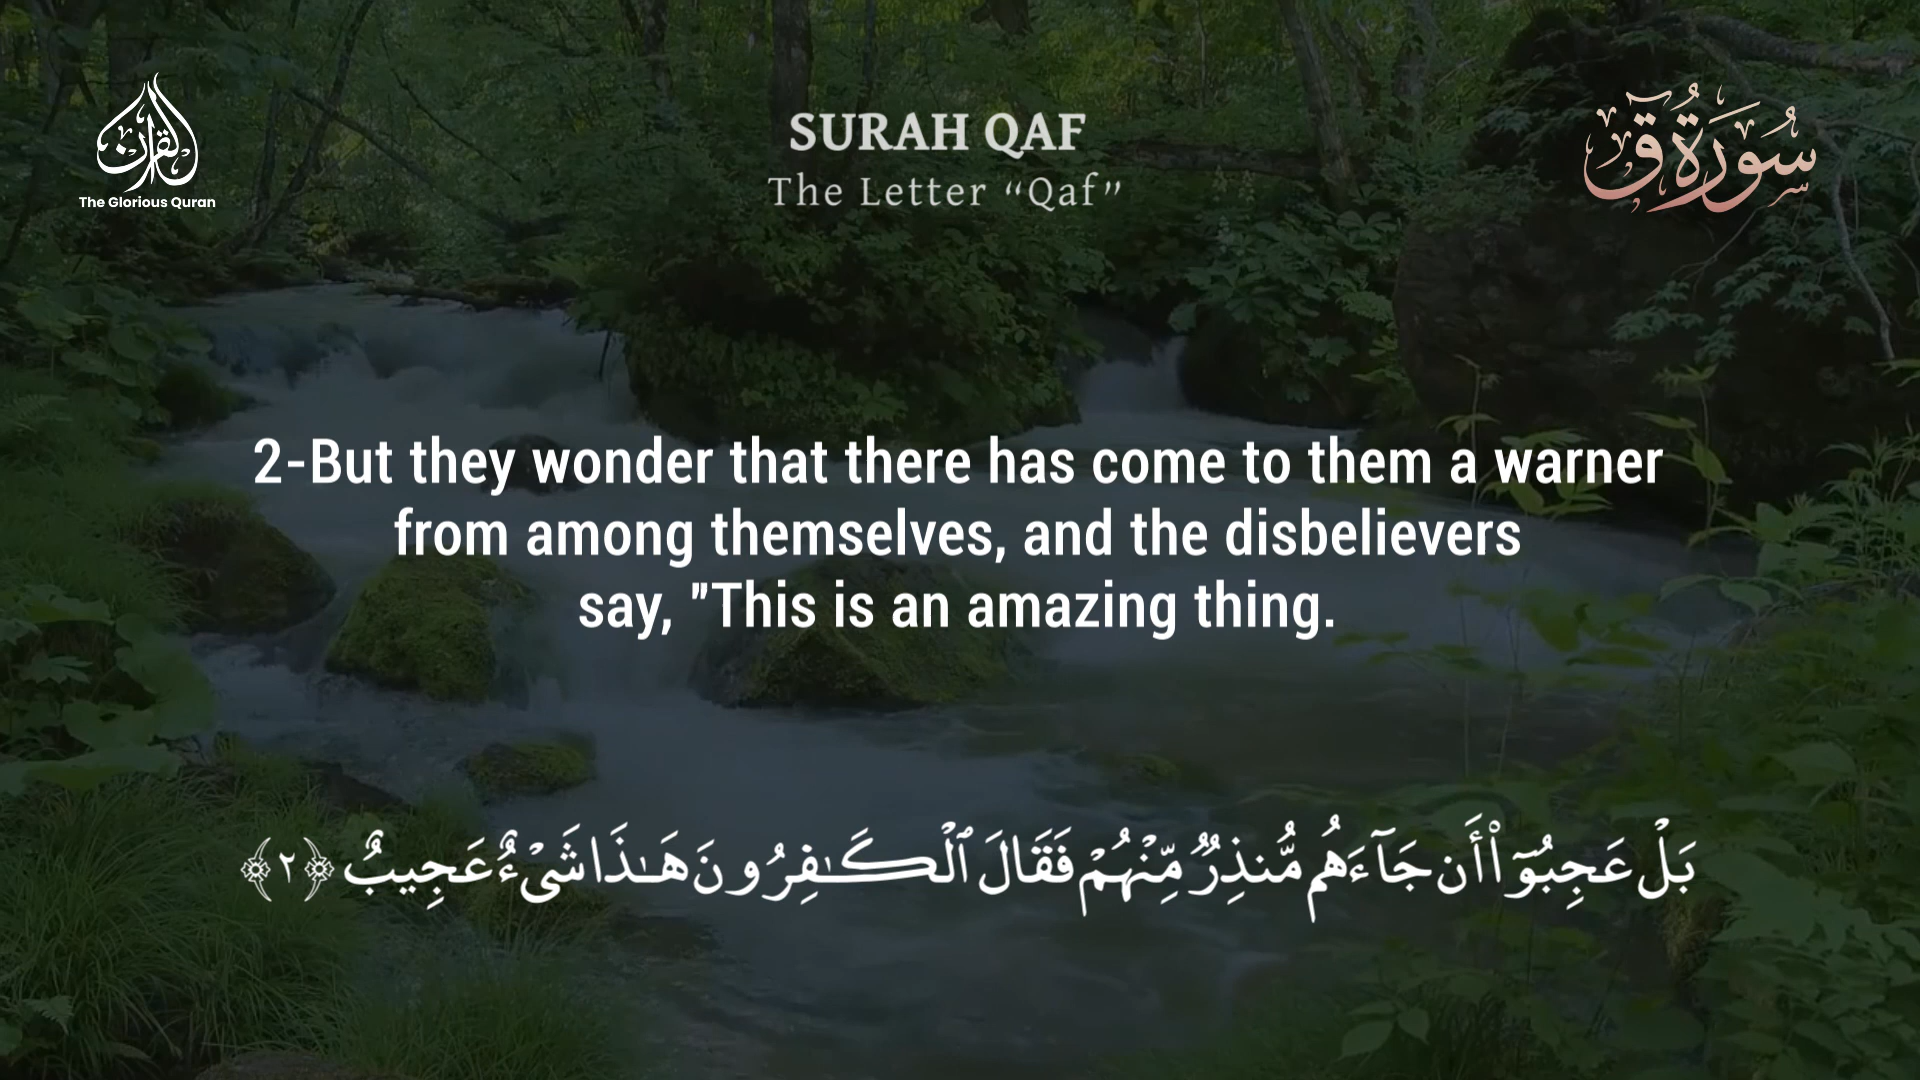 القرآن
The Glorious Quran
SURAH QAF
The Letter “Qaf”
سُورَةُ قٓ
2-But they wonder that there has come to them a warner
from among themselves, and the disbelievers
say, "This is an amazing thing.
بَلْ عَجِبُوٓا۟ أَن جَآءَهُم مُّنذِرٌ مِّنْهُمْ فَقَالَ ٱلْكَـٰفِرُونَ هَـٰذَا شَىْءٌ عَجِيبٌ ﴿٢﴾